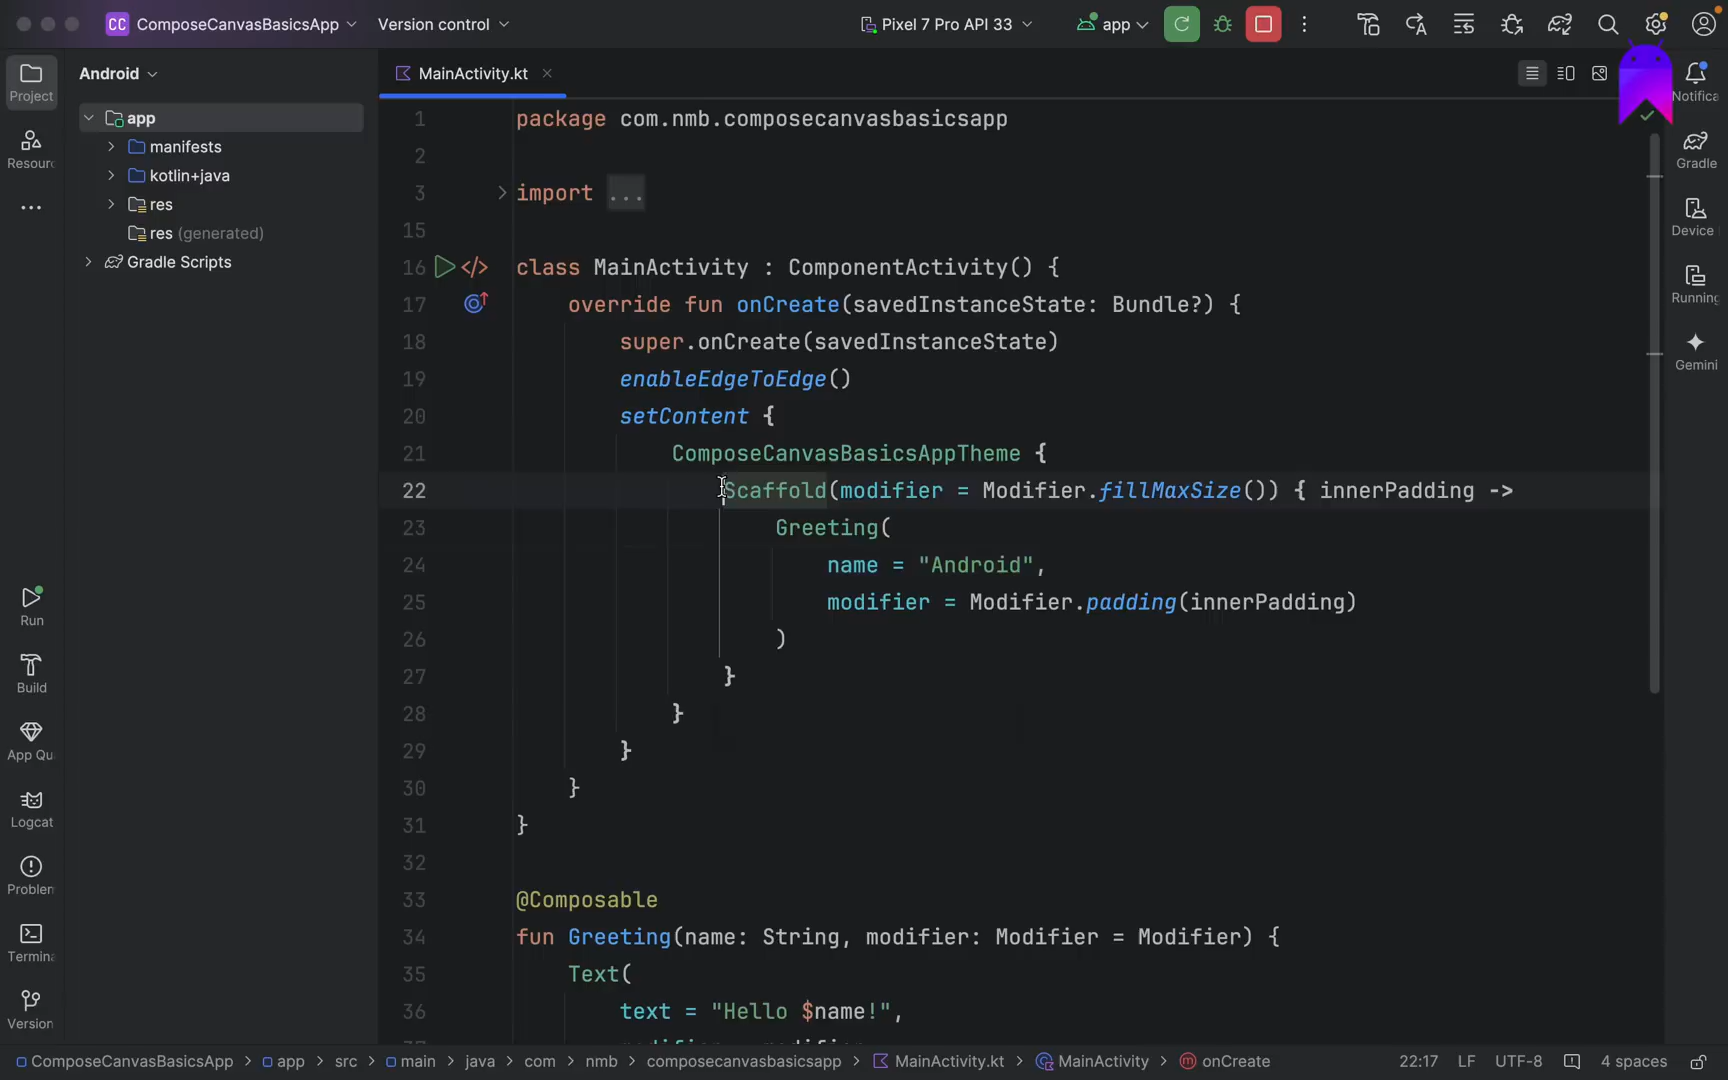 CC ComposeCanvasBasicsApp Version control Pixel 7 Pro API 33 app
Project
Resourc
Android
app
manifests
kotlin+java
res
res (generated)
Gradle Scripts
MainActivity.kt
1 package com.nmb.composecanvasbasicsapp
2
3 import ...
15
16 class MainActivity : ComponentActivity() {
17 override fun onCreate(savedInstanceState: Bundle?) {
18 super.onCreate(savedInstanceState)
19 enableEdgeToEdge()
20 setContent {
21 ComposeCanvasBasicsAppTheme {
22 Scaffold(modifier = Modifier.fillMaxSize()) { innerPadding ->
23 Greeting(
24 name = "Android",
25 modifier = Modifier.padding(innerPadding)
26 )
27 }
28 }
29 }
30 }
31 }
32
33 @Composable
34 fun Greeting(name: String, modifier: Modifier = Modifier) {
35 Text(
36 text = "Hello $name!",
Notifica
Gradle
Device
Running
Gemini
Run
Build
App Qu
Logcat
Problen
Termina
Version
ComposeCanvasBasicsApp > app > src > main > java > com > nmb > composecanvasbasicsapp > MainActivity.kt > MainActivity > onCreate 22:17 LF UTF-8 4 spaces